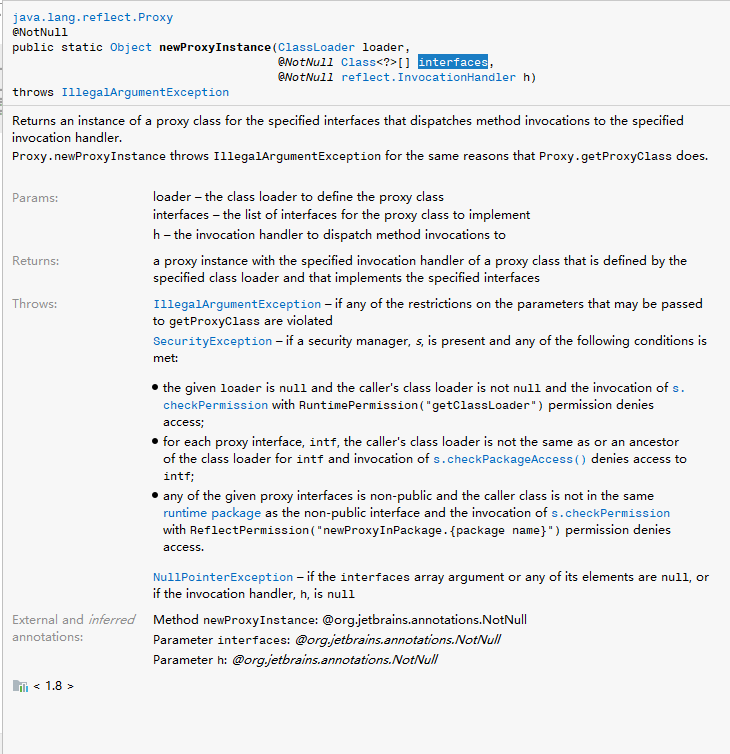 java.lang.reflect.Proxy
@NotNull
public static Object newProxyInstance(ClassLoader loader,
@NotNull Class<?>[] interfaces,
@NotNull reflect.InvocationHandler h)
throws IllegalArgumentException
Returns an instance of a proxy class for the specified interfaces that dispatches method invocations to the specified
invocation handler.
Proxy.newProxyInstance throws IllegalArgumentException for the same reasons that Proxy.getProxyClass does.
Params: loader – the class loader to define the proxy class
interfaces – the list of interfaces for the proxy class to implement
h – the invocation handler to dispatch method invocations to
Returns: a proxy instance with the specified invocation handler of a proxy class that is defined by the
specified class loader and that implements the specified interfaces
Throws: IllegalArgumentException – if any of the restrictions on the parameters that may be passed
to getProxyClass are violated
SecurityException – if a security manager, s, is present and any of the following conditions is
met:
• the given loader is null and the caller's class loader is not null and the invocation of s.
checkPermission with RuntimePermission("getClassLoader") permission denies
access;
• for each proxy interface, intf, the caller's class loader is not the same as or an ancestor
of the class loader for intf and invocation of s.checkPackageAccess() denies access to
intf;
• any of the given proxy interfaces is non-public and the caller class is not in the same
runtime package as the non-public interface and the invocation of s.checkPermission
with ReflectPermission("newProxyInPackage.{package name}") permission denies
access.
NullPointerException – if the interfaces array argument or any of its elements are null, or
if the invocation handler, h, is null
External and inferred Method newProxyInstance: @org.jetbrains.annotations.NotNull
annotations: Parameter interfaces: @org.jetbrains.annotations.NotNull
Parameter h: @org.jetbrains.annotations.NotNull
< 1.8 >